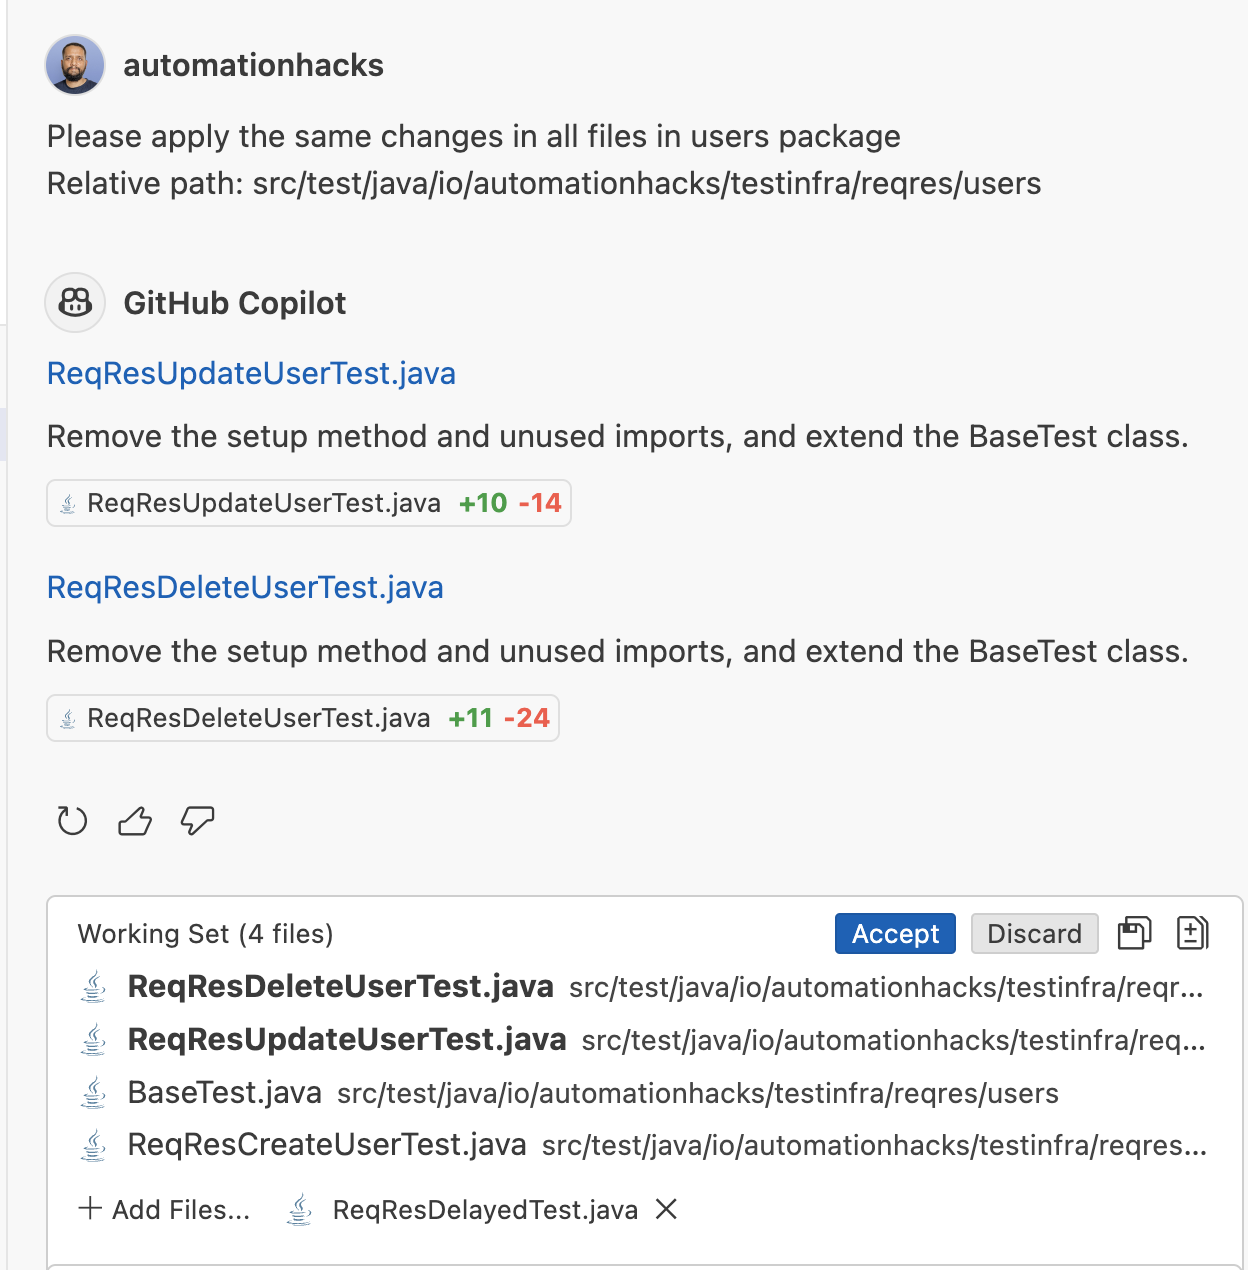 automationhacks
Please apply the same changes in all files in users package
Relative path: src/test/java/io/automationhacks/testinfra/reqres/users
GitHub Copilot
ReqResUpdateUserTest.java
Remove the setup method and unused imports, and extend the BaseTest class.
ReqResUpdateUserTest.java +10 -14
ReqResDeleteUserTest.java
Remove the setup method and unused imports, and extend the BaseTest class.
ReqResDeleteUserTest.java +11 -24
Working Set (4 files) Accept Discard
ReqResDeleteUserTest.java src/test/java/io/automationhacks/testinfra/reqr...
ReqResUpdateUserTest.java src/test/java/io/automationhacks/testinfra/req...
BaseTest.java src/test/java/io/automationhacks/testinfra/reqres/users
ReqResCreateUserTest.java src/test/java/io/automationhacks/testinfra/reqres...
+ Add Files... ReqResDelayedTest.java ×